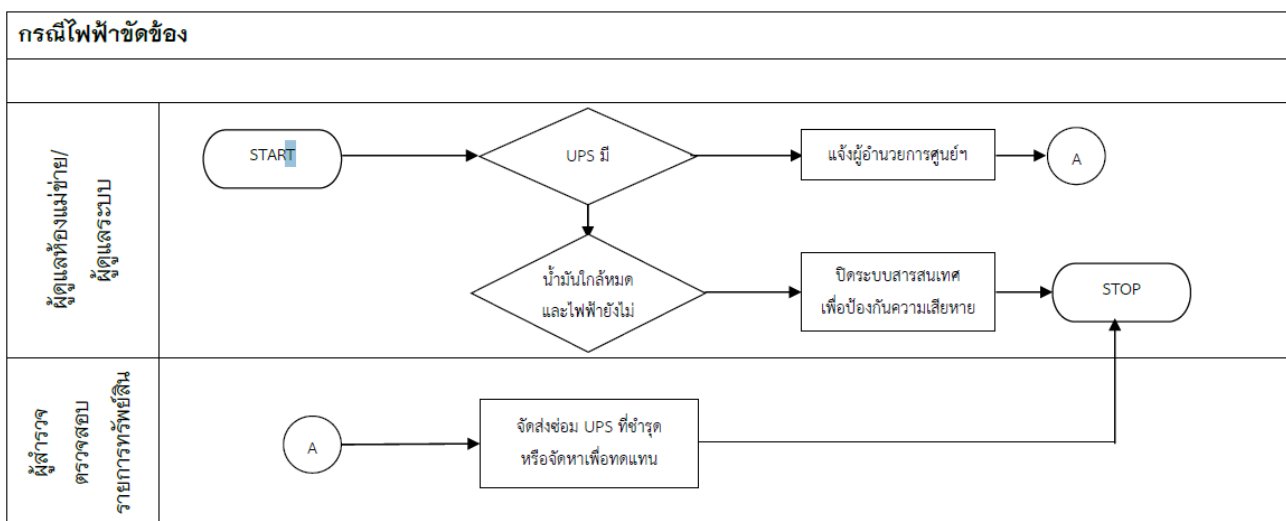 กรณีไฟฟ้าขัดข้อง
ผู้ดูแลห้องแม่ข่าย/
ผู้ดูแลระบบ
START
UPS มี
แจ้งผู้อำนวยการศูนย์ฯ
A
น้ำมันใกล้หมด
และไฟฟ้ายังไม่
ปิดระบบสารสนเทศ
เพื่อป้องกันความเสียหาย
STOP
ผู้สำรวจ
ตรวจสอบ
รายการทรัพย์สิน
A
จัดส่งซ่อม UPS ที่ชำรุด
หรือจัดหาเพื่อทดแทน